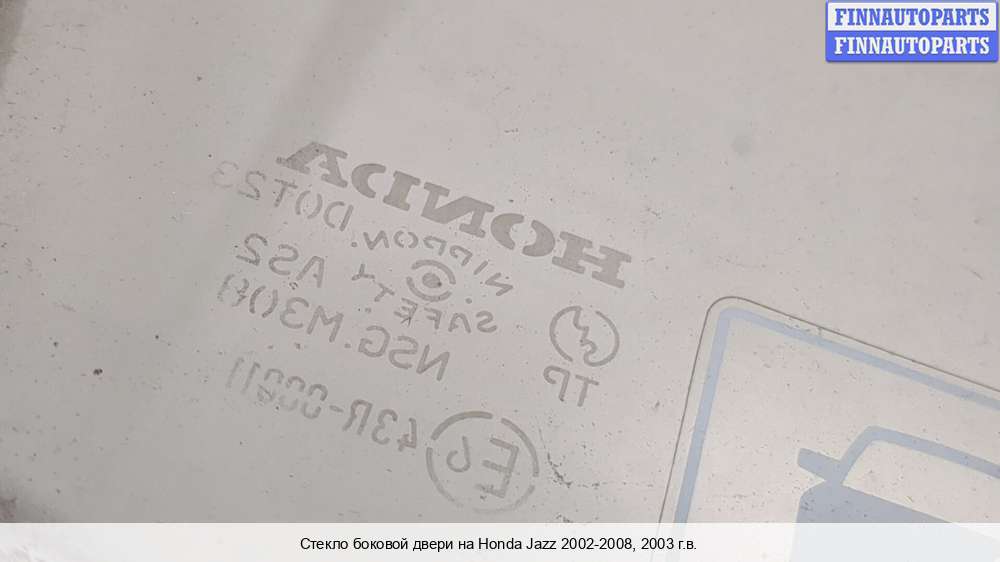 FINNAUTOPARTS
FINNAUTOPARTS
HONDA
NIPPON. DOT23
SAFETY AS2
NSG.M308
TP
E6 43R-00011
Стекло боковой двери на Honda Jazz 2002-2008, 2003 г.в.